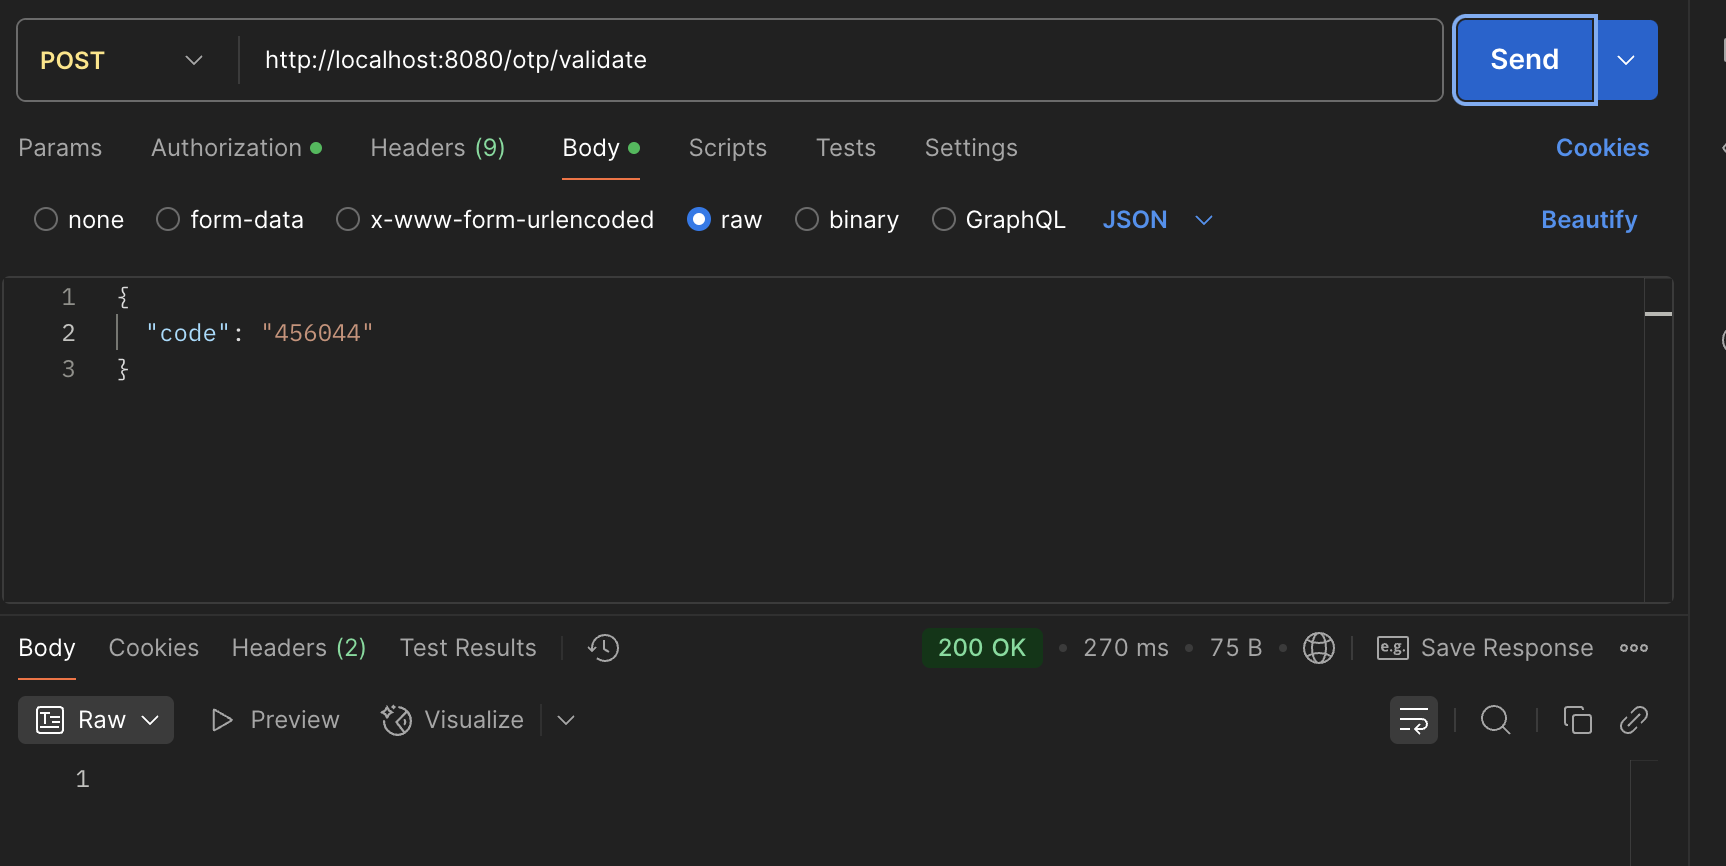 POST http://localhost:8080/otp/validate Send
Params Authorization Headers (9) Body Scripts Tests Settings Cookies
none form-data x-www-form-urlencoded raw binary GraphQL JSON Beautify
1 {
2 "code": "456044"
3 }
Body Cookies Headers (2) Test Results 200 OK • 270 ms • 75 B • e.g. Save Response
Raw Preview Visualize
1